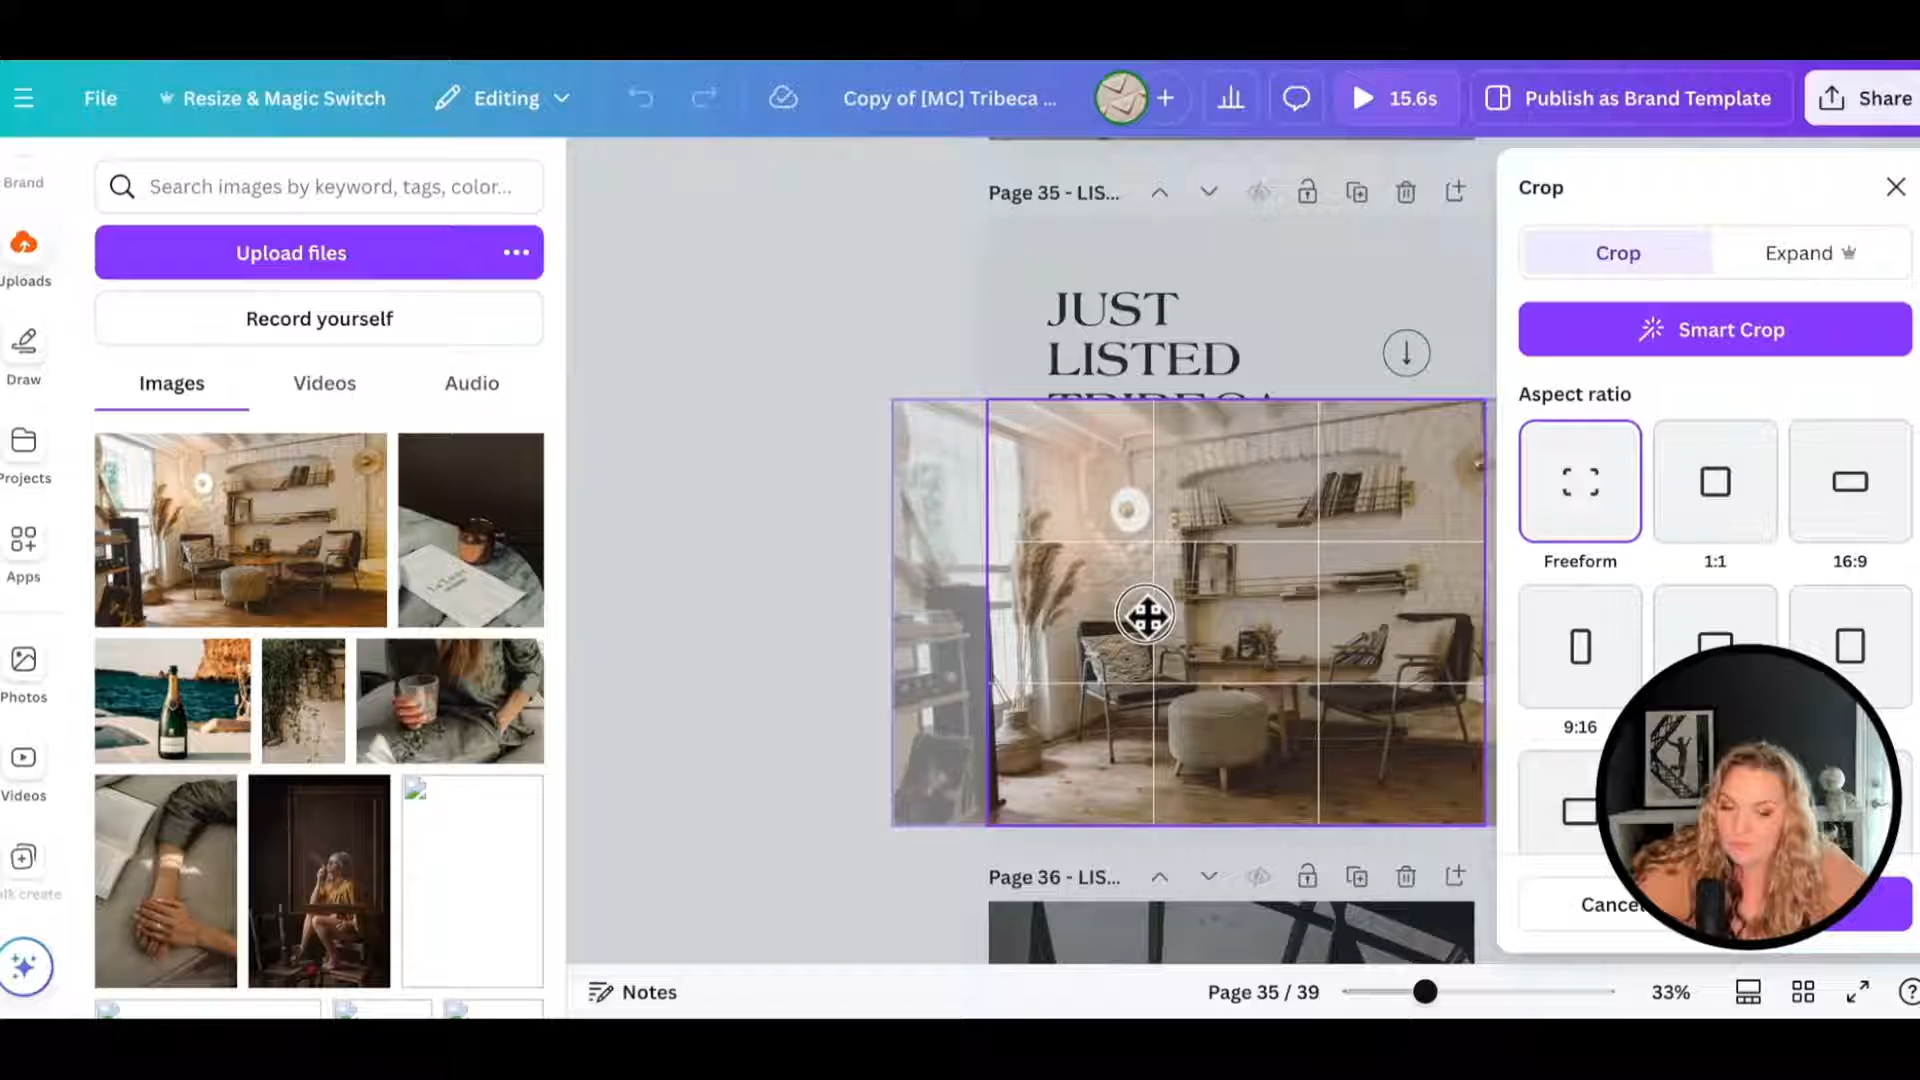 File
Resize & Magic Switch
Editing
Copy of [MC] Tribeca ...
15.6s
Publish as Brand Template
Share
Brand
Uploads
Draw
Projects
Apps
Photos
Videos
Search images by keyword, tags, color...
Upload files
Record yourself
Images
Videos
Audio
Page 35 - LIS...
JUST
LISTED
TRIBECA
Page 36 - LIS...
Crop
Crop
Expand
Smart Crop
Aspect ratio
Freeform
1:1
16:9
9:16
Cancel
Notes
Page 35 / 39
33%